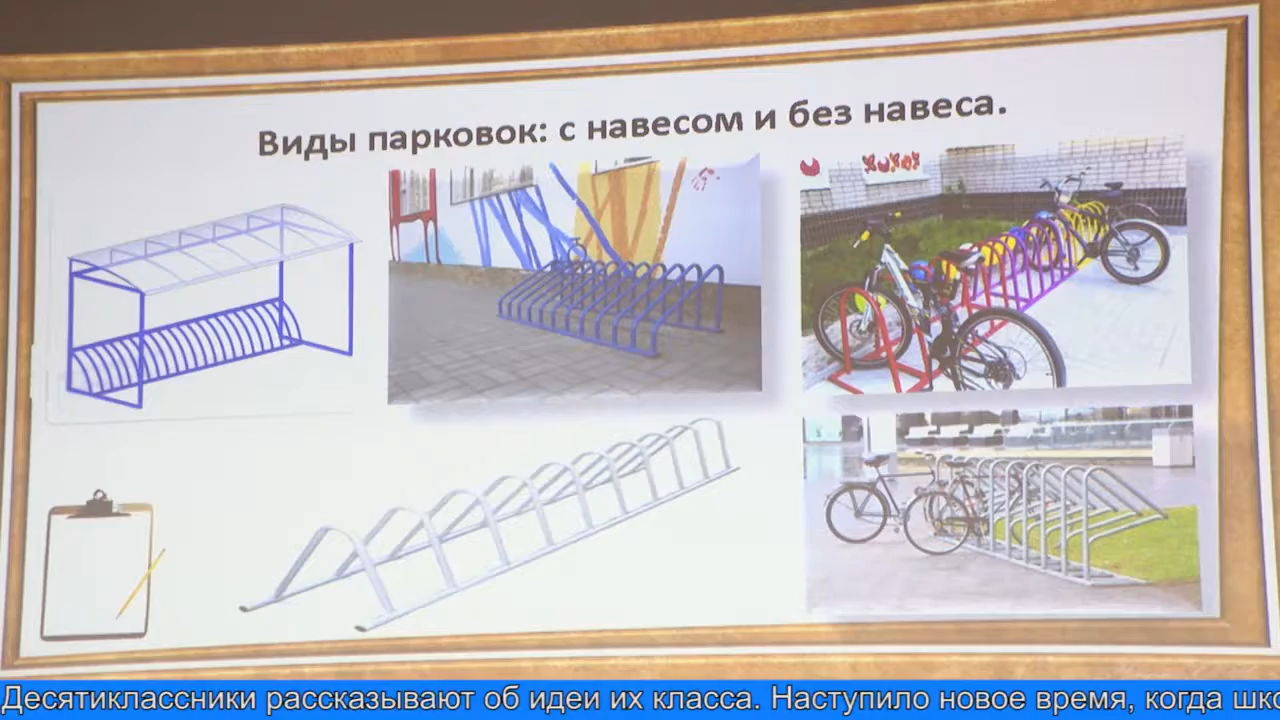 Виды парковок: с навесом и без навеса.
Десятиклассники рассказывают об идеи их класса. Наступило новое время, когда шко